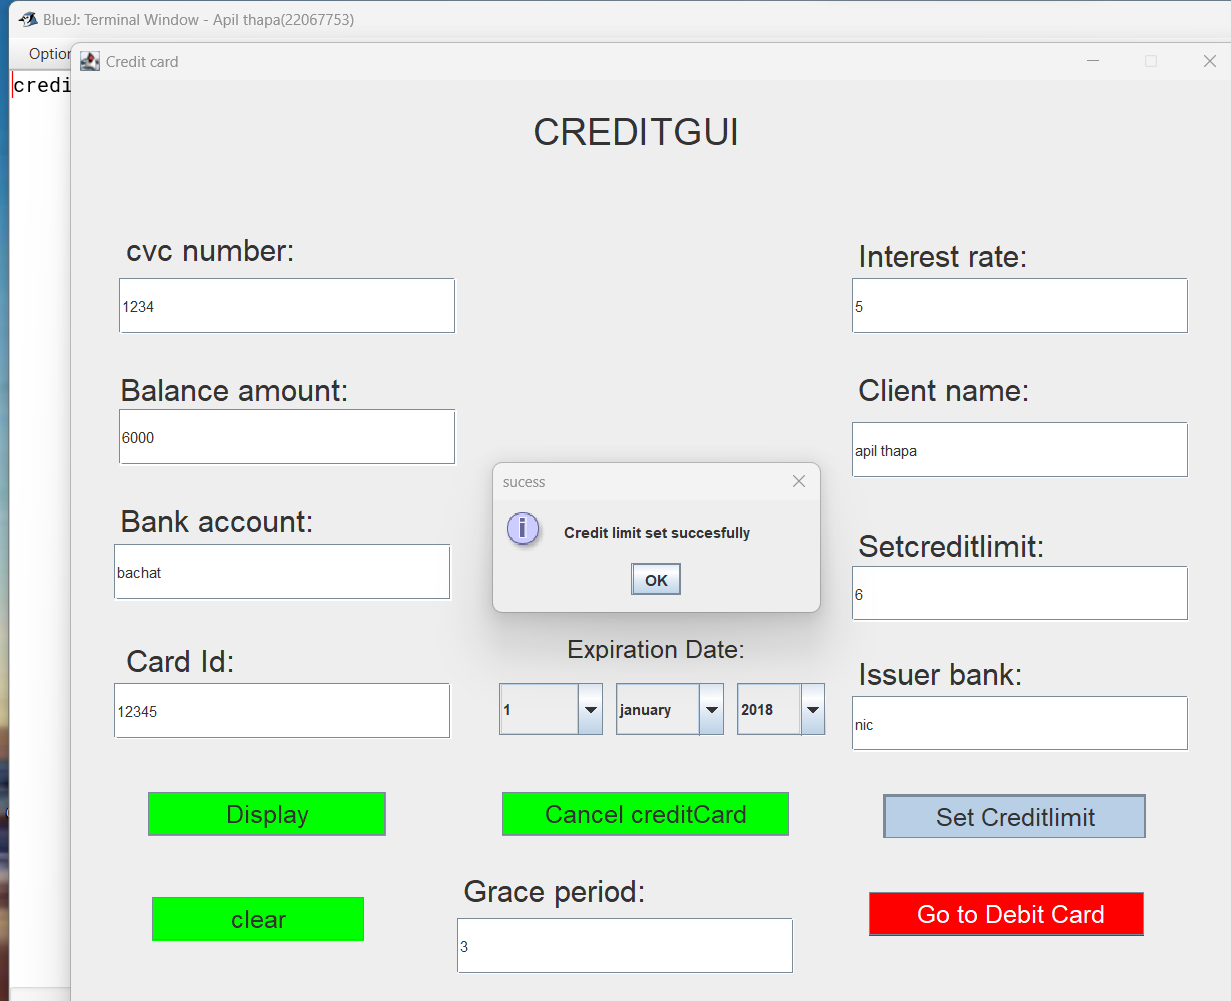 BlueJ: Terminal Window - Apil thapa(22067753)
Credit card
CREDITGUI
cvc number:
1234
Interest rate:
5
Balance amount:
6000
Client name:
apil thapa
sucess
Credit limit set succesfully
OK
Bank account:
bachat
Setcreditlimit:
6
Card Id:
12345
Expiration Date:
1
january
2018
Issuer bank:
nic
Display
Cancel creditCard
Set Creditlimit
clear
Grace period:
3
Go to Debit Card